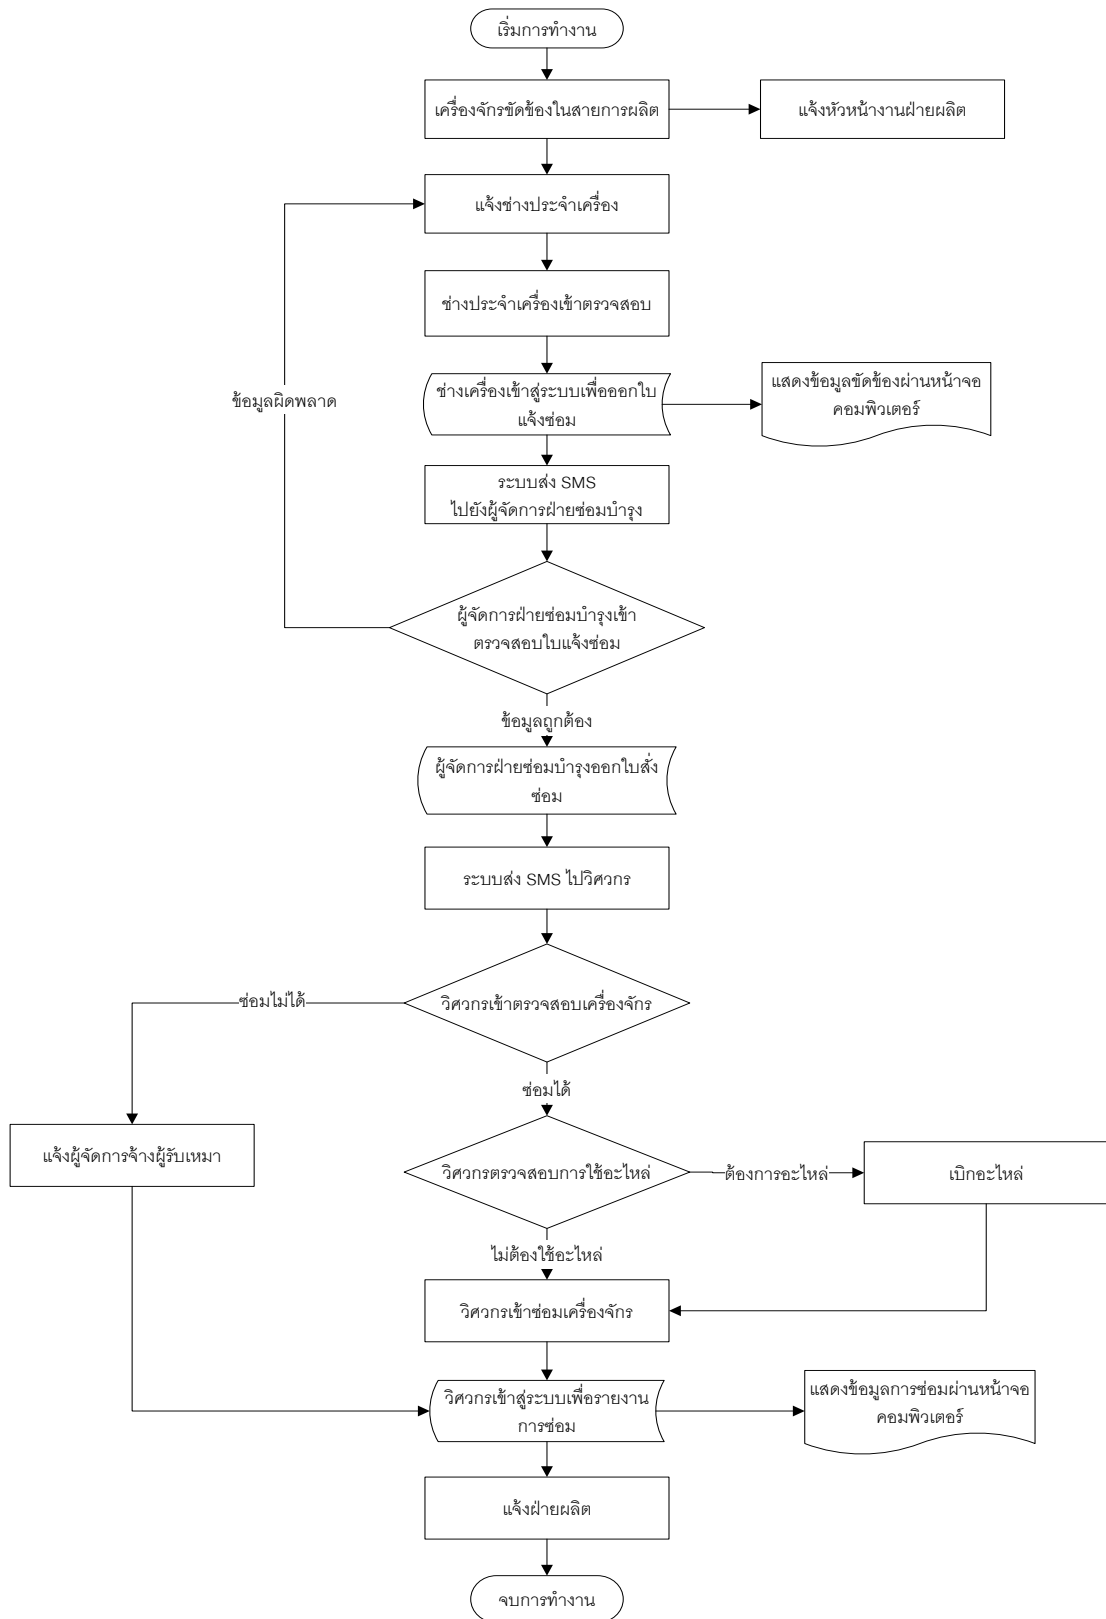 เริ่มการทำงาน
เครื่องจักรขัดข้องในสายการผลิต
แจ้งหัวหน้างานฝ่ายผลิต
แจ้งช่างประจำเครื่อง
ช่างประจำเครื่องเข้าตรวจสอบ
ข้อมูลผิดพลาด
ช่างเครื่องเข้าสู่ระบบเพื่อออกใบ
แจ้งซ่อม
แสดงข้อมูลขัดข้องผ่านหน้าจอ
คอมพิวเตอร์
ระบบส่ง SMS
ไปยังผู้จัดการฝ่ายซ่อมบำรุง
ผู้จัดการฝ่ายซ่อมบำรุงเข้า
ตรวจสอบใบแจ้งซ่อม
ข้อมูลถูกต้อง
ผู้จัดการฝ่ายซ่อมบำรุงออกใบสั่ง
ซ่อม
ระบบส่ง SMS ไปวิศวกร
วิศวกรเข้าตรวจสอบเครื่องจักร
ซ่อมไม่ได้
ซ่อมได้
แจ้งผู้จัดการจ้างผู้รับเหมา
วิศวกรตรวจสอบการใช้อะไหล่
ต้องการอะไหล่
เบิกอะไหล่
ไม่ต้องใช้อะไหล่
วิศวกรเข้าซ่อมเครื่องจักร
วิศวกรเข้าสู่ระบบเพื่อรายงาน
การซ่อม
แสดงข้อมูลการซ่อมผ่านหน้าจอ
คอมพิวเตอร์
แจ้งฝ่ายผลิต
จบการทำงาน